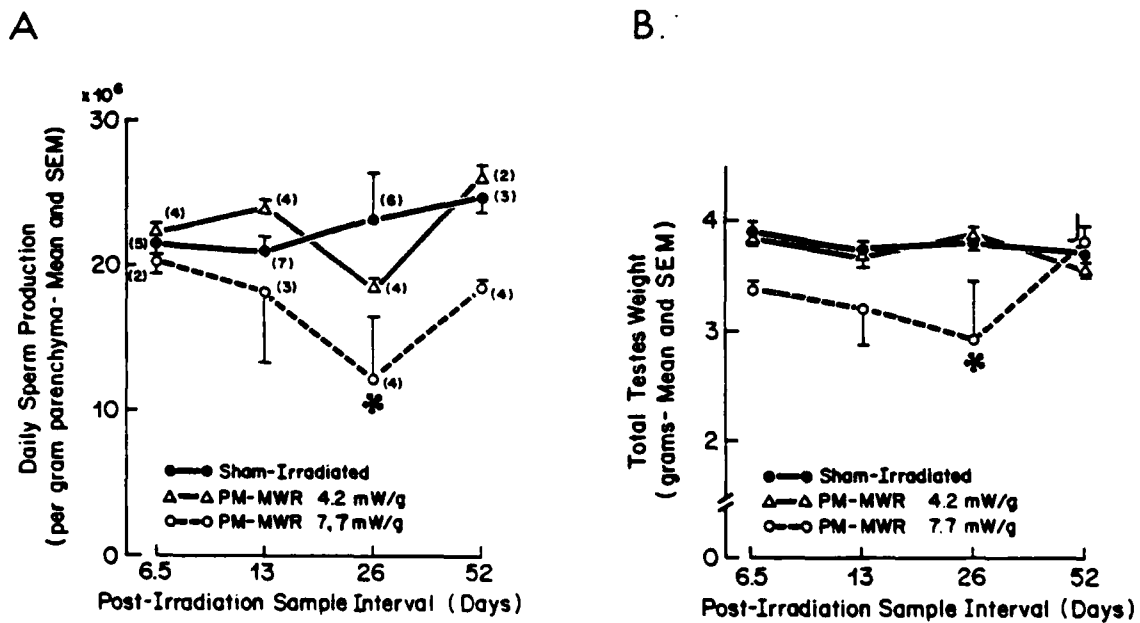 A
B.
×10⁶
30
20
10
0
Daily Sperm Production
(per gram parenchyma - Mean and SEM)
(4)
(5)
(2)
(4)
(7)
(3)
(6)
(4)
(4)
*
(2)
(3)
(4)
Sham-Irradiated
PM-MWR 4.2 mW/g
PM-MWR 7.7 mW/g
6.5 13 26 52
Post-Irradiation Sample Interval (Days)
4
3
2
0
Total Testes Weight
(grams- Mean and SEM)
*
Sham-Irradiated
PM-MWR 4.2 mW/g
PM-MWR 7.7 mW/g
6.5 13 26 52
Post-Irradiation Sample Interval (Days)